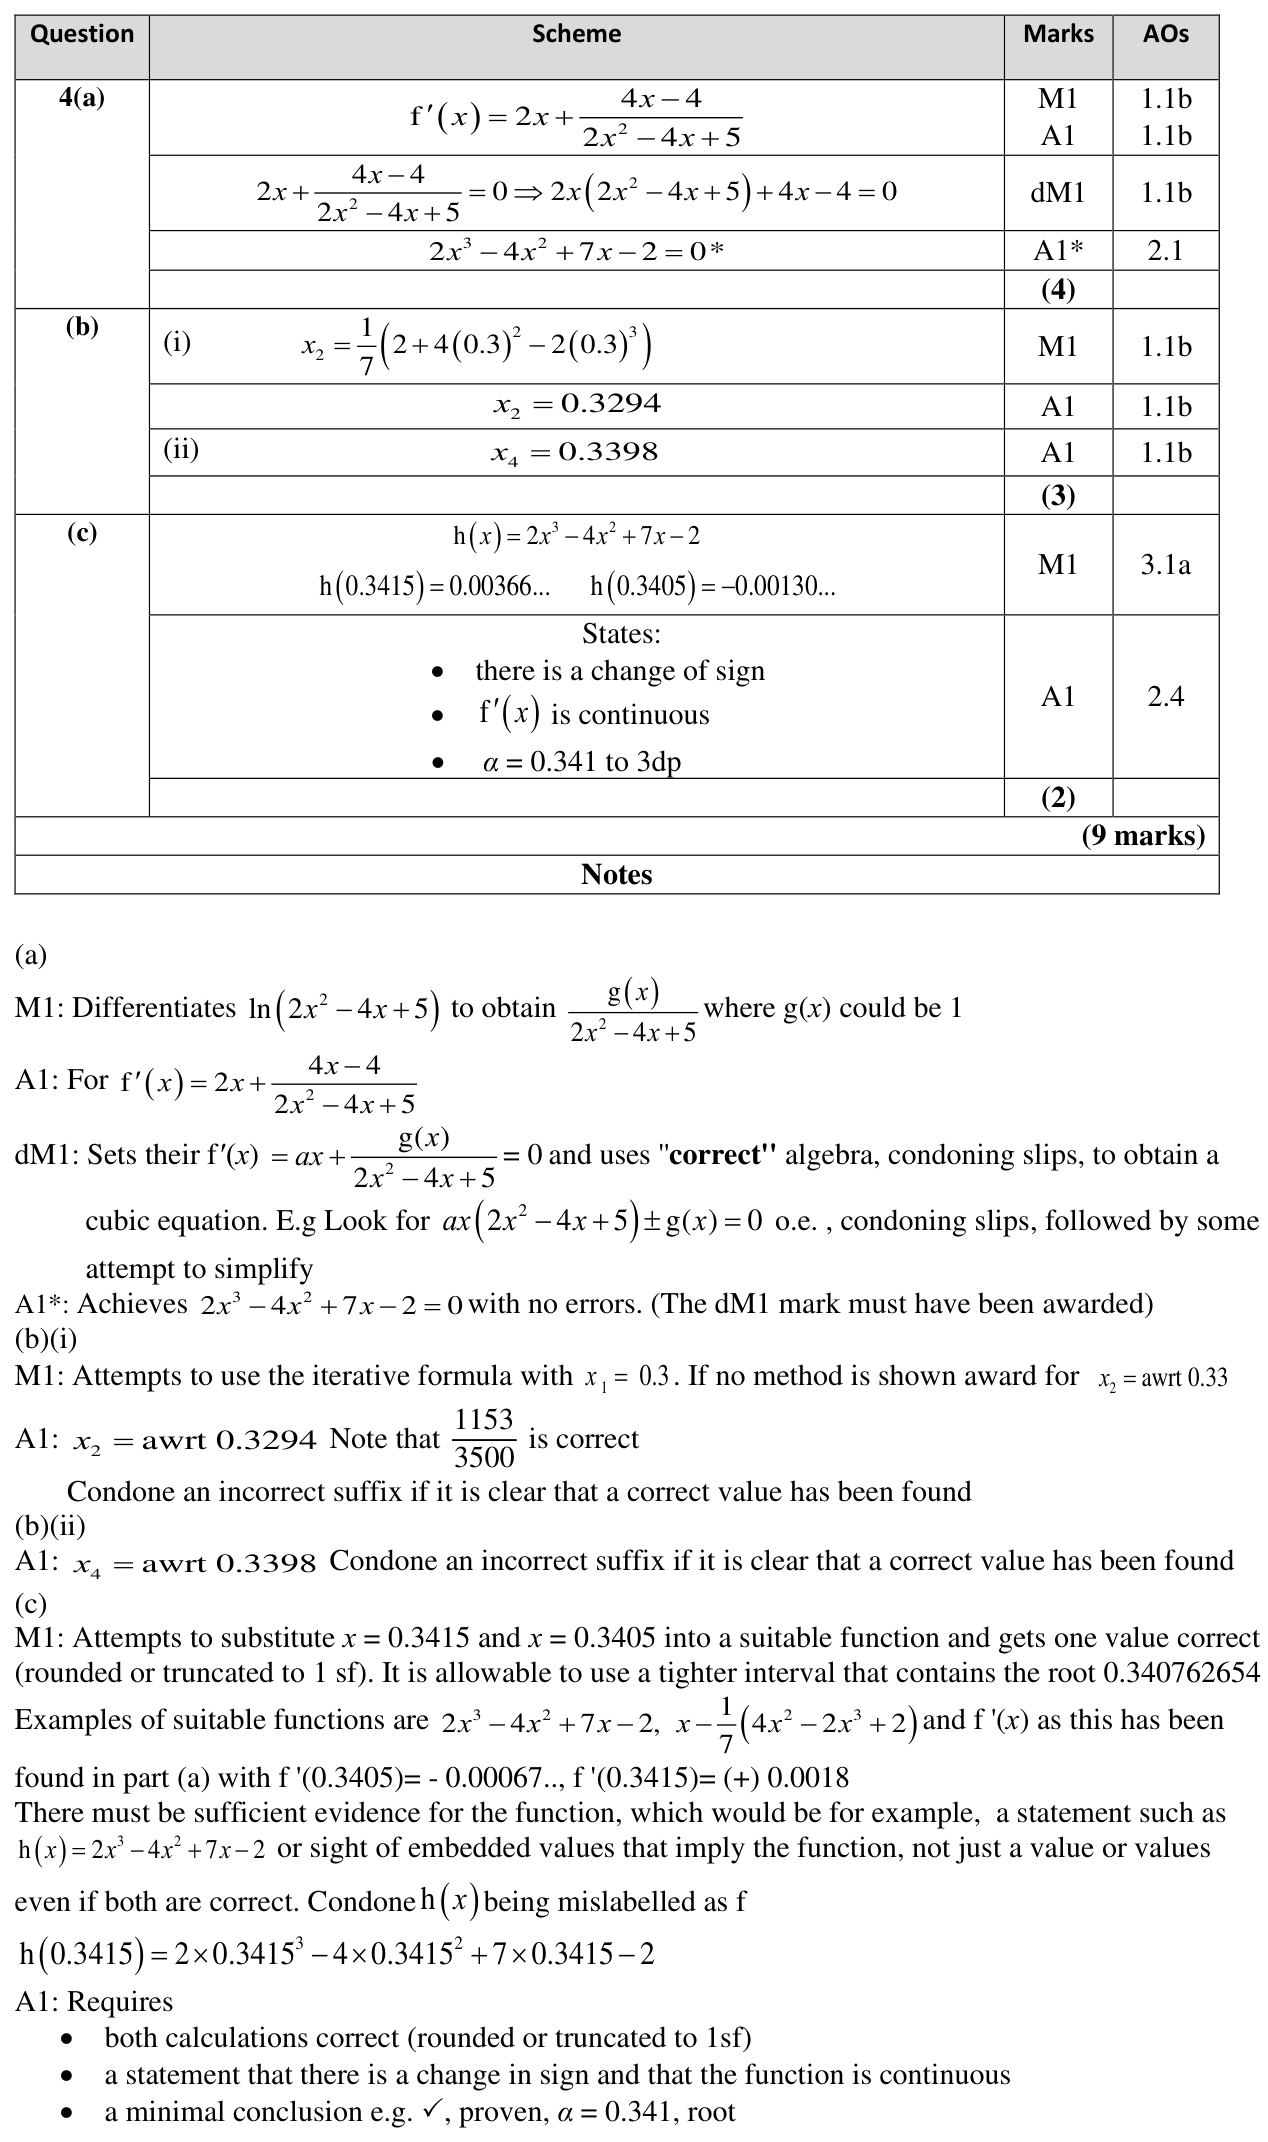 Question Scheme Marks AOs
4(a) f′(x) = 2x + (4x − 4)/(2x² − 4x + 5) M1 A1 1.1b 1.1b
2x + (4x − 4)/(2x² − 4x + 5) = 0 ⇒ 2x(2x² − 4x + 5) + 4x − 4 = 0 dM1 1.1b
2x³ − 4x² + 7x − 2 = 0* A1* 2.1
(4)
(b) (i) x₂ = 1/7(2 + 4(0.3)² − 2(0.3)³) M1 1.1b
x₂ = 0.3294 A1 1.1b
(ii) x₄ = 0.3398 A1 1.1b
(3)
(c) h(x) = 2x³ − 4x² + 7x − 2
h(0.3415) = 0.00366... h(0.3405) = −0.00130... M1 3.1a
States:
• there is a change of sign
• f′(x) is continuous A1 2.4
• α = 0.341 to 3dp
(2)
(9 marks)
Notes
(a)
M1: Differentiates ln(2x² − 4x + 5) to obtain g(x)/(2x² − 4x + 5) where g(x) could be 1
A1: For f′(x) = 2x + (4x − 4)/(2x² − 4x + 5)
dM1: Sets their f′(x) = ax + g(x)/(2x² − 4x + 5) = 0 and uses "correct" algebra, condoning slips, to obtain a
cubic equation. E.g Look for ax(2x² − 4x + 5) ± g(x) = 0 o.e. , condoning slips, followed by some
attempt to simplify
A1*: Achieves 2x³ − 4x² + 7x − 2 = 0 with no errors. (The dM1 mark must have been awarded)
(b)(i)
M1: Attempts to use the iterative formula with x₁ = 0.3. If no method is shown award for x₂ = awrt 0.33
A1: x₂ = awrt 0.3294 Note that 1153/3500 is correct
Condone an incorrect suffix if it is clear that a correct value has been found
(b)(ii)
A1: x₄ = awrt 0.3398 Condone an incorrect suffix if it is clear that a correct value has been found
(c)
M1: Attempts to substitute x = 0.3415 and x = 0.3405 into a suitable function and gets one value correct
(rounded or truncated to 1 sf). It is allowable to use a tighter interval that contains the root 0.340762654
Examples of suitable functions are 2x³ − 4x² + 7x − 2, x − 1/7(4x² − 2x³ + 2) and f '(x) as this has been
found in part (a) with f '(0.3405)= - 0.00067.., f '(0.3415)= (+) 0.0018
There must be sufficient evidence for the function, which would be for example, a statement such as
h(x) = 2x³ − 4x² + 7x − 2 or sight of embedded values that imply the function, not just a value or values
even if both are correct. Condone h(x) being mislabelled as f
h(0.3415) = 2×0.3415³ − 4×0.3415² + 7×0.3415 − 2
A1: Requires
• both calculations correct (rounded or truncated to 1sf)
• a statement that there is a change in sign and that the function is continuous
• a minimal conclusion e.g. ✓, proven, α = 0.341, root